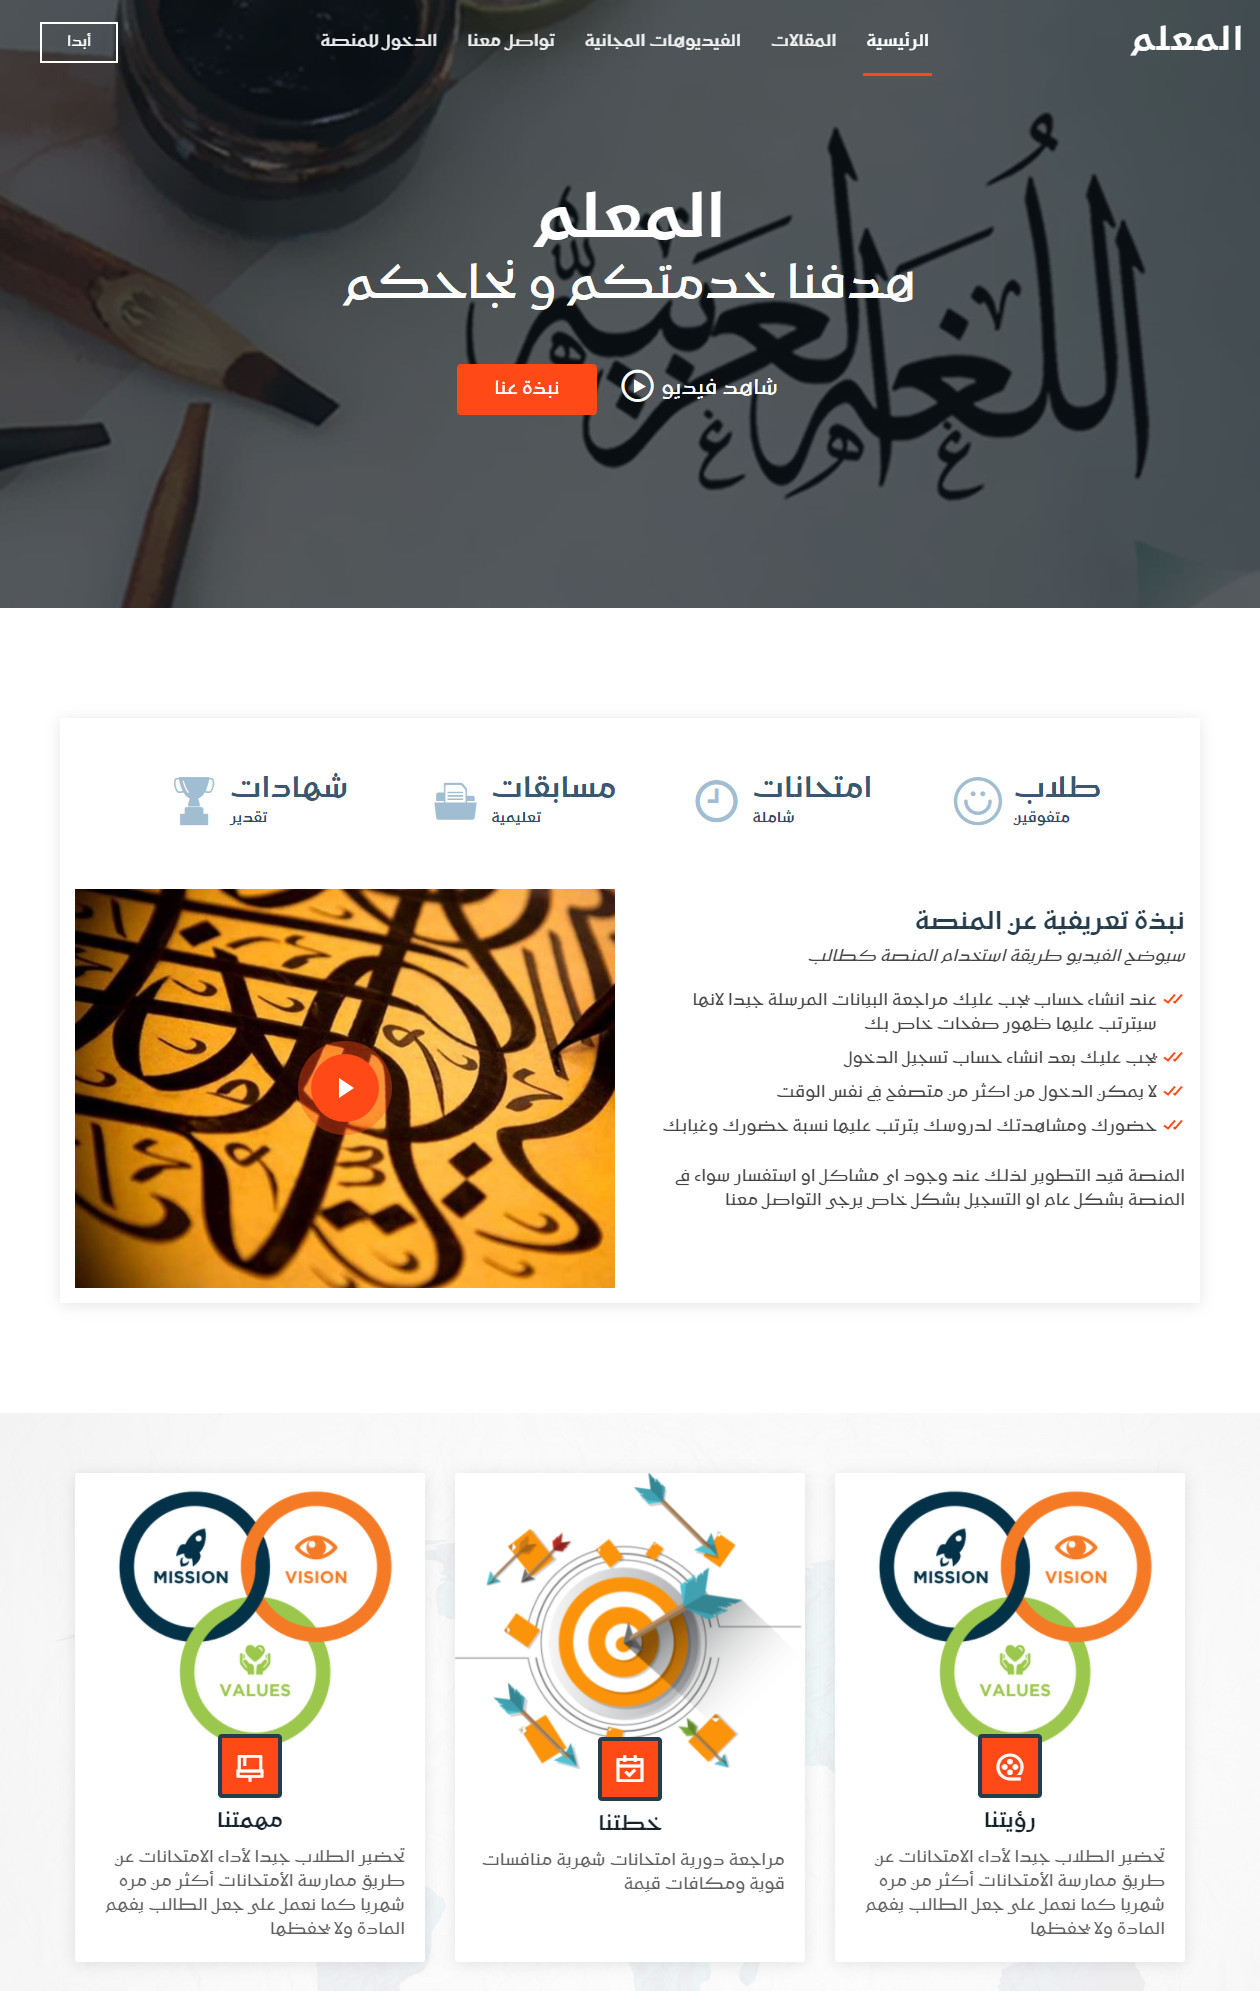 المعلم
الرئيسية
المقالات
الفيديوهات المجانية
تواصل معنا
الدخول للمنصة
أبدا
اللغة العربية
المعلم
هدفنا خدمتكم و نجاحكم
شاهد فيديو
نبذة عنا
طلاب
متفوقين
امتحانات
شاملة
مسابقات
تعليمية
شهادات
تقدير
نبذة تعريفية عن المنصة
سيوضح الفيديو طريقة استخدام المنصة كطالب
عند انشاء حساب يجب عليك مراجعة البيانات المرسلة جيدا لانها
سيترتب عليها ظهور صفحات خاص بك
يجب عليك بعد انشاء حساب تسجيل الدخول
لا يمكن الدخول من اكثر من متصفح في نفس الوقت
حضورك ومشاهدتك لدروسك يترتب عليها نسبة حضورك وغيابك
المنصة قيد التطوير لذلك عند وجود اي مشاكل او استفسار سواء في
المنصة بشكل عام او التسجيل بشكل خاص يرجى التواصل معنا
MISSION
VISION
VALUES
رؤيتنا
تحضير الطلاب جيدا لأداء الامتحانات عن
طريق ممارسة الأمتحانات أكثر من مره
شهريا كما نعمل على جعل الطالب يفهم
المادة ولا يحفظها
خطتنا
مراجعة دورية امتحانات شهرية منافسات
قوية ومكافات قيمة
MISSION
VISION
VALUES
مهمتنا
تحضير الطلاب جيدا لأداء الامتحانات عن
طريق ممارسة الأمتحانات أكثر من مره
شهريا كما نعمل على جعل الطالب يفهم
المادة ولا يحفظها